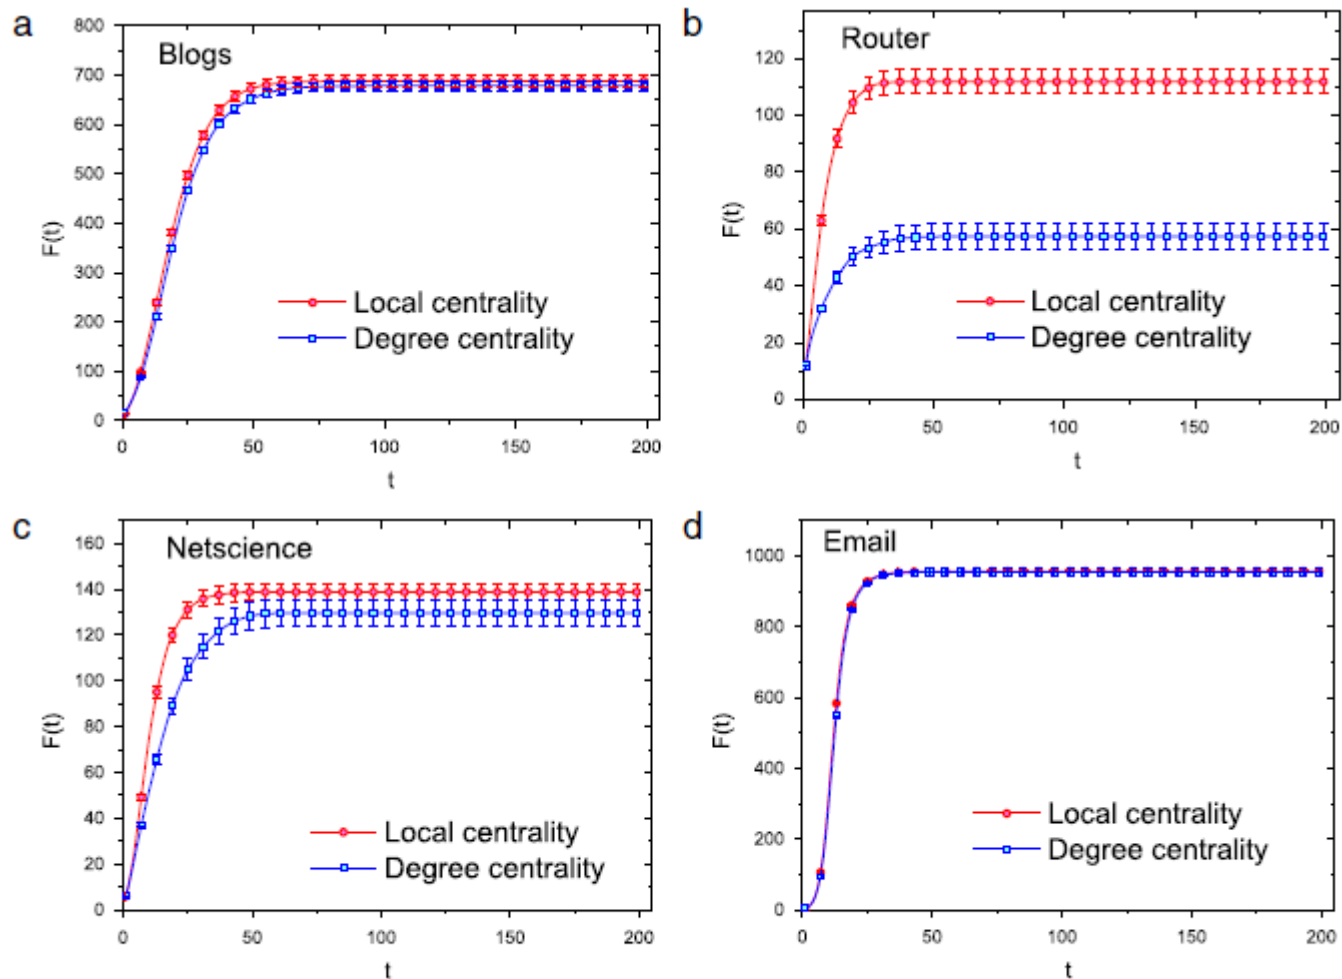 a
Blogs
800
700
600
500
400
300
200
100
0
F(t)
0 50 100 150 200
t
Local centrality
Degree centrality
b
Router
120
100
80
60
40
20
0
F(t)
0 50 100 150 200
t
Local centrality
Degree centrality
c
Netscience
160
140
120
100
80
60
40
20
0
F(t)
0 50 100 150 200
t
Local centrality
Degree centrality
d
Email
1000
800
600
400
200
0
F(t)
0 50 100 150 200
t
Local centrality
Degree centrality